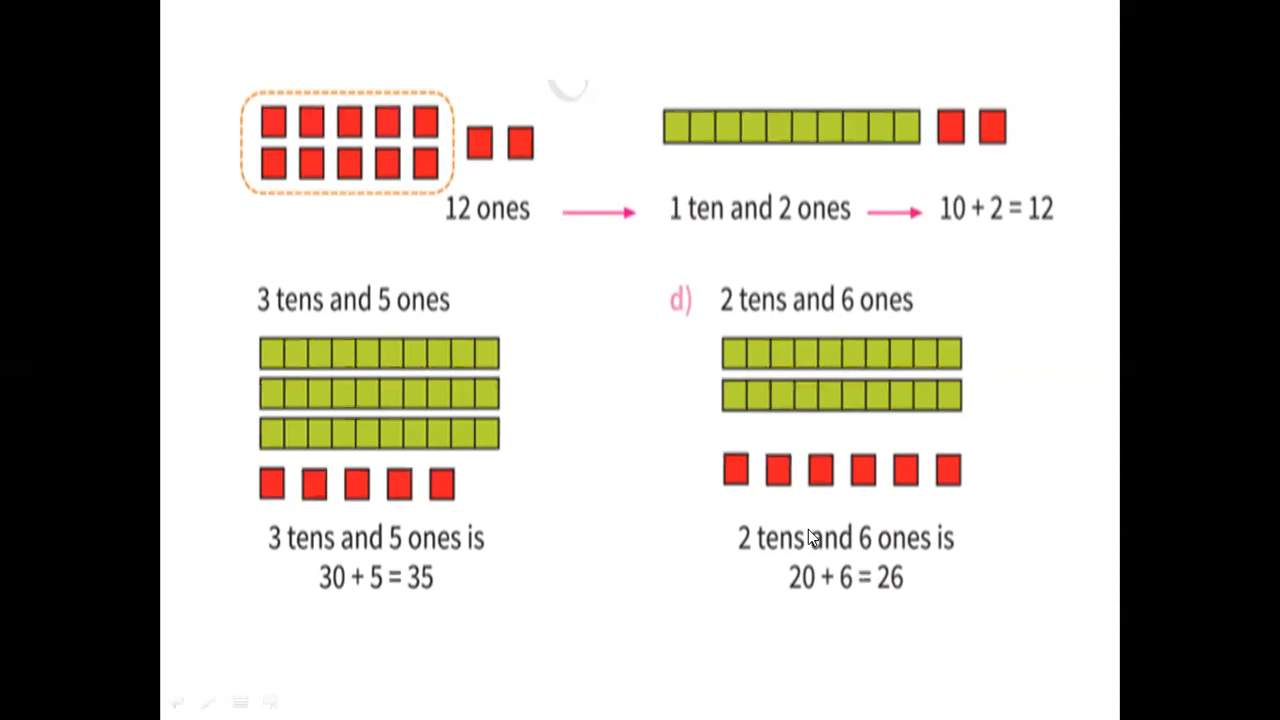 12 ones
1 ten and 2 ones
10 + 2 = 12
3 tens and 5 ones
d) 2 tens and 6 ones
3 tens and 5 ones is
30 + 5 = 35
2 tens and 6 ones is
20 + 6 = 26